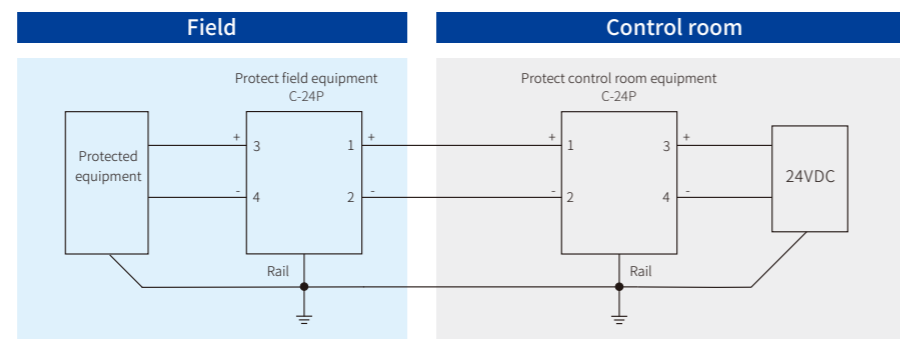 Field
Control room
Protect field equipment
C-24P
Protect control room equipment
C-24P
Protected
equipment
+ 3 1 +
- 4 2 -
+ 1 3 +
- 2 4 -
24VDC
Rail
Rail